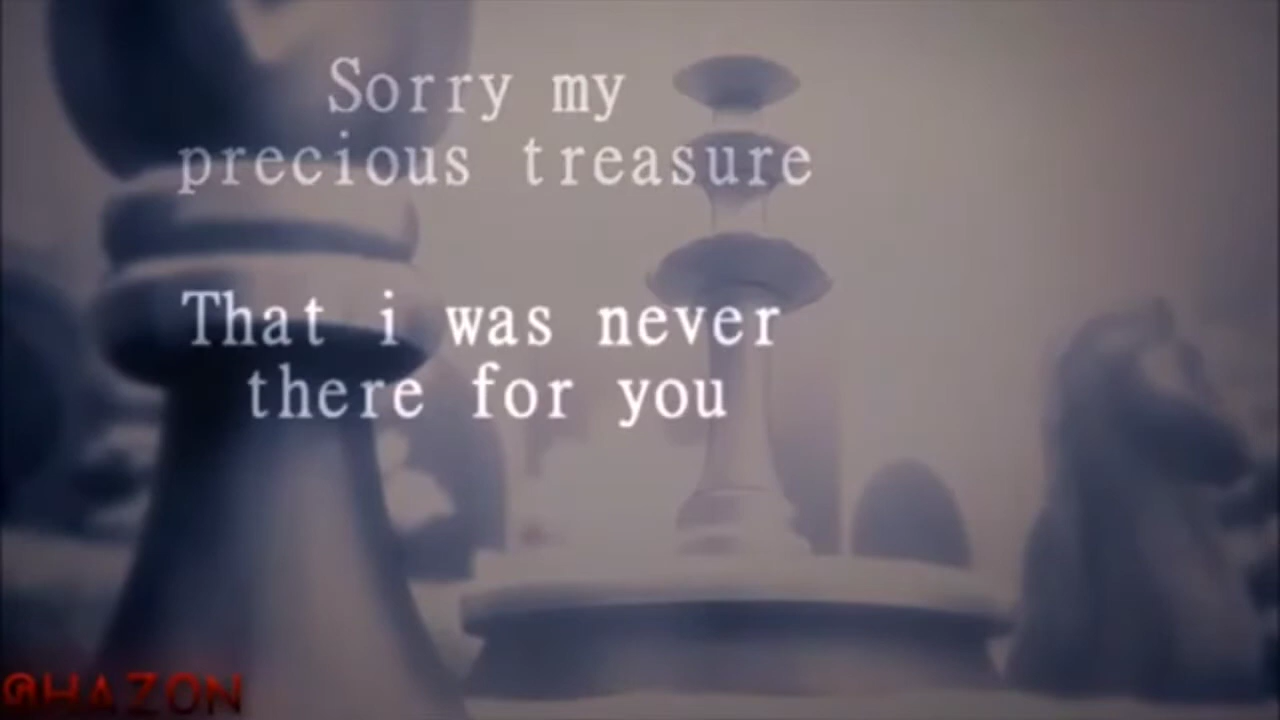 Sorry my
precious treasure
That i was never
there for you
@HAZON